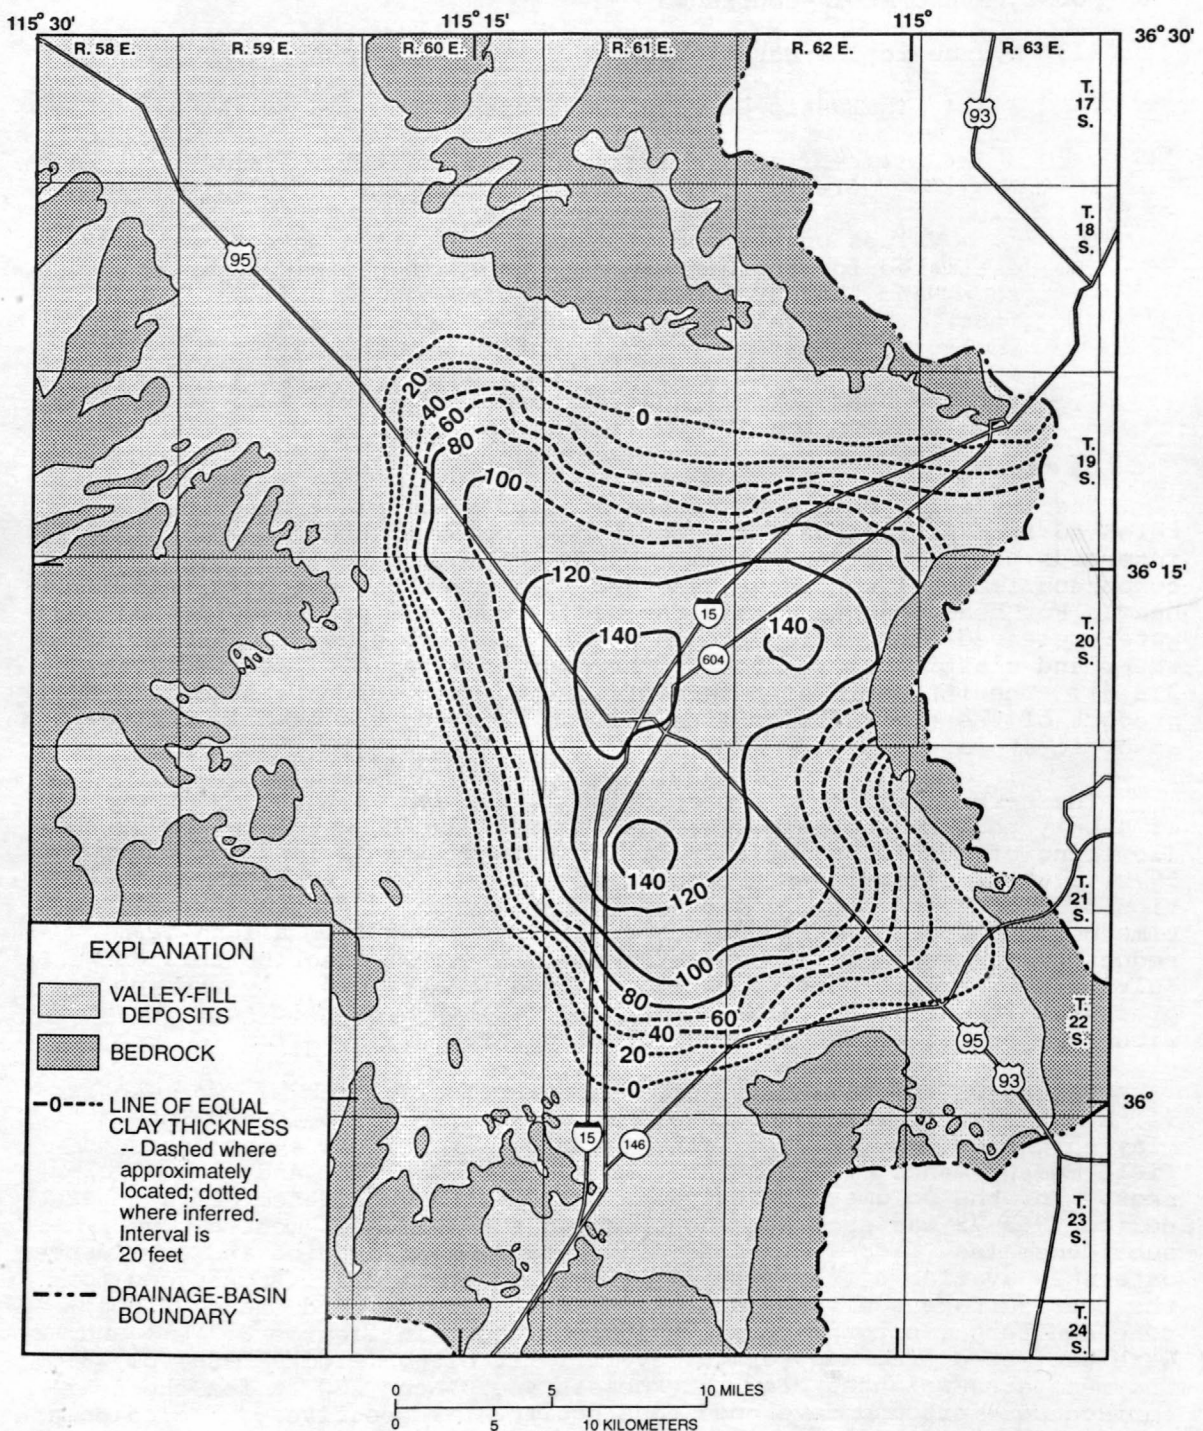 115° 30'
115° 15'
115°
36° 30'
R. 58 E.
R. 59 E.
R. 60 E.
R. 61 E.
R. 62 E.
R. 63 E.
T.
17
S.
93
T.
18
S.
95
20
40
60
80
100
0
T.
19
S.
36° 15'
120
15
140
140
604
T.
20
S.
140
120
T.
21
S.
100
80
60
40
20
0
T.
22
S.
95
93
36°
15
146
T.
23
S.
T.
24
S.
EXPLANATION
VALLEY-FILL
DEPOSITS
BEDROCK
0 LINE OF EQUAL
CLAY THICKNESS
-- Dashed where
approximately
located; dotted
where inferred.
Interval is
20 feet
DRAINAGE-BASIN
BOUNDARY
0 5 10 MILES
0 5 10 KILOMETERS